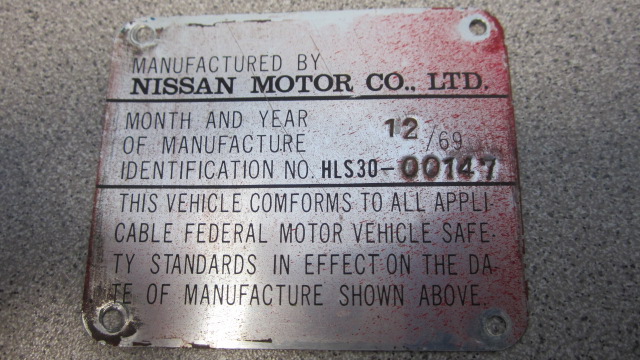 MANUFACTURED BY
NISSAN MOTOR CO., LTD.
MONTH AND YEAR
OF MANUFACTURE 12/69
IDENTIFICATION NO. HLS30-00147
THIS VEHICLE COMFORMS TO ALL APPLI-
CABLE FEDERAL MOTOR VEHICLE SAFE-
TY STANDARDS IN EFFECT ON THE DA-
TE OF MANUFACTURE SHOWN ABOVE.